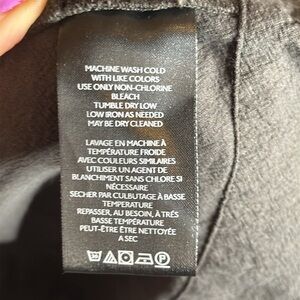 MACHINE WASH COLD
WITH LIKE COLORS
USE ONLY NON-CHLORINE
BLEACH
TUMBLE DRY LOW
LOW IRON AS NEEDED
MAY BE DRY CLEANED
LAVAGE EN MACHINE À
TEMPÉRATURE FROIDE
AVEC COULEURS SIMILAIRES
UTILISER UN AGENT DE
BLANCHIMENT SANS CHLORE SI
NÉCESSAIRE
SECHER PAR CULBUTAGE À BASSE
TEMPERATURE
REPASSER, AU BESOIN, À TRÉS
BASSE TEMPÉRATURE
PEUT-ÊTRE ÊTRE NETTOYÉE
A SEC